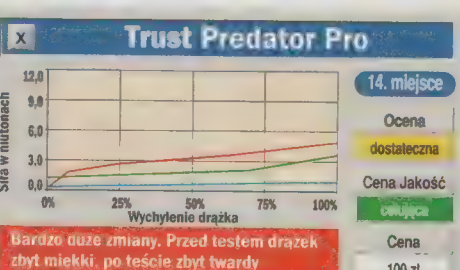 x
Trust Predator Pro
Siła w niutonach
12,0
9,0
6,0
3,0
0,0
0%
25%
50%
75%
100%
Wychylenie drążka
14. miejsce
Ocena
dostateczna
Cena Jakość
celująca
Bardzo duże zmiany. Przed testem drążek
zbyt miękki, po teście zbyt twardy
Cena
100 zł